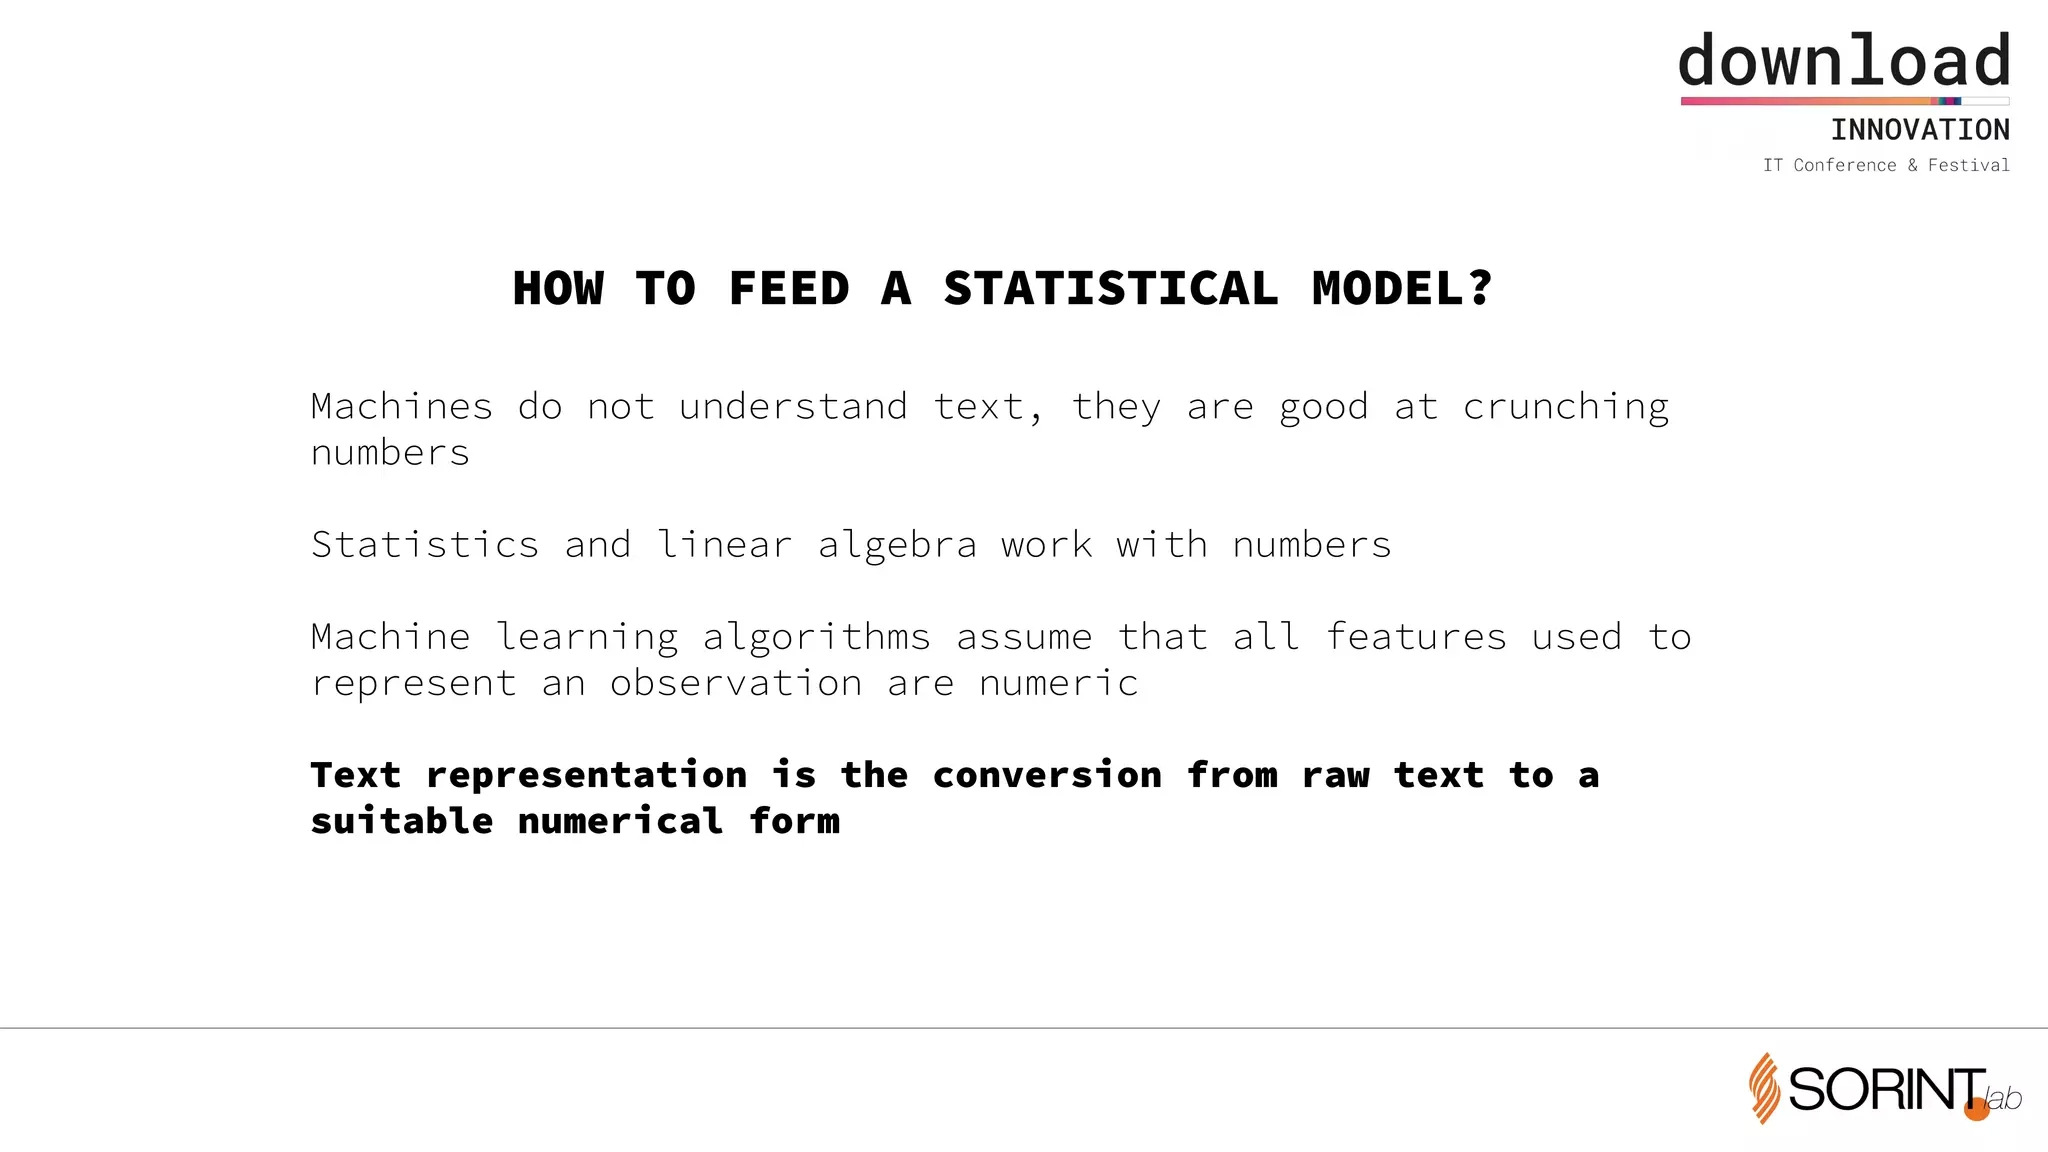 download
INNOVATION
IT Conference & Festival
HOW TO FEED A STATISTICAL MODEL?
Machines do not understand text, they are good at crunching
numbers
Statistics and linear algebra work with numbers
Machine learning algorithms assume that all features used to
represent an observation are numeric
Text representation is the conversion from raw text to a
suitable numerical form
SORINT.lab